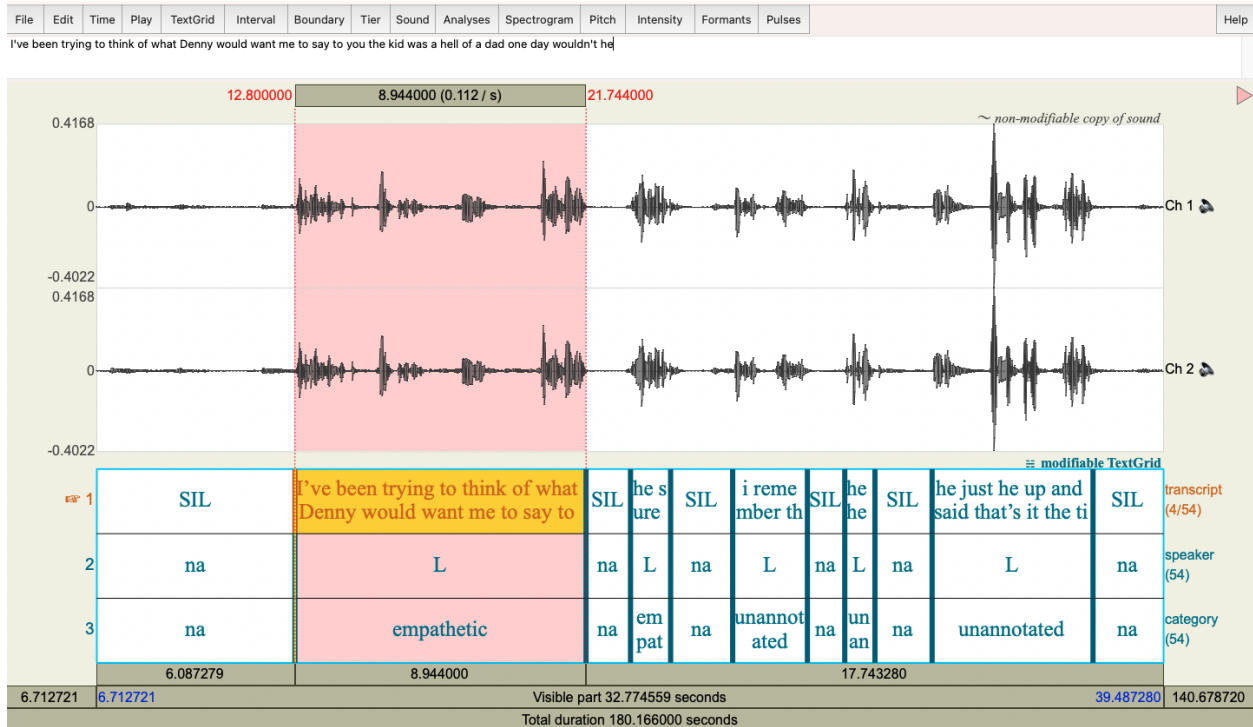 File Edit Time Play TextGrid Interval Boundary Tier Sound Analyses Spectrogram Pitch Intensity Formants Pulses Help
I've been trying to think of what Denny would want me to say to you the kid was a hell of a dad one day wouldn't he
12.800000 8.944000 (0.112 / s) 21.744000
0.4168 ~ non-modifiable copy of sound
0 Ch 1
-0.4022
0.4168
0 Ch 2
-0.4022
modifiable TextGrid
1 SIL I've been trying to think of what SIL he s SIL i reme SIL he SIL he just he up and SIL transcript
Denny would want me to say to ure mber th he said that's it the ti (4/54)
2 na L na L na L na L na L na speaker
(54)
3 na empathetic na em na unannot na un na unannotated na category
pat ated an (54)
6.087279 8.944000 17.743280
6.712721 6.712721 Visible part 32.774559 seconds 39.487280 140.678720
Total duration 180.166000 seconds